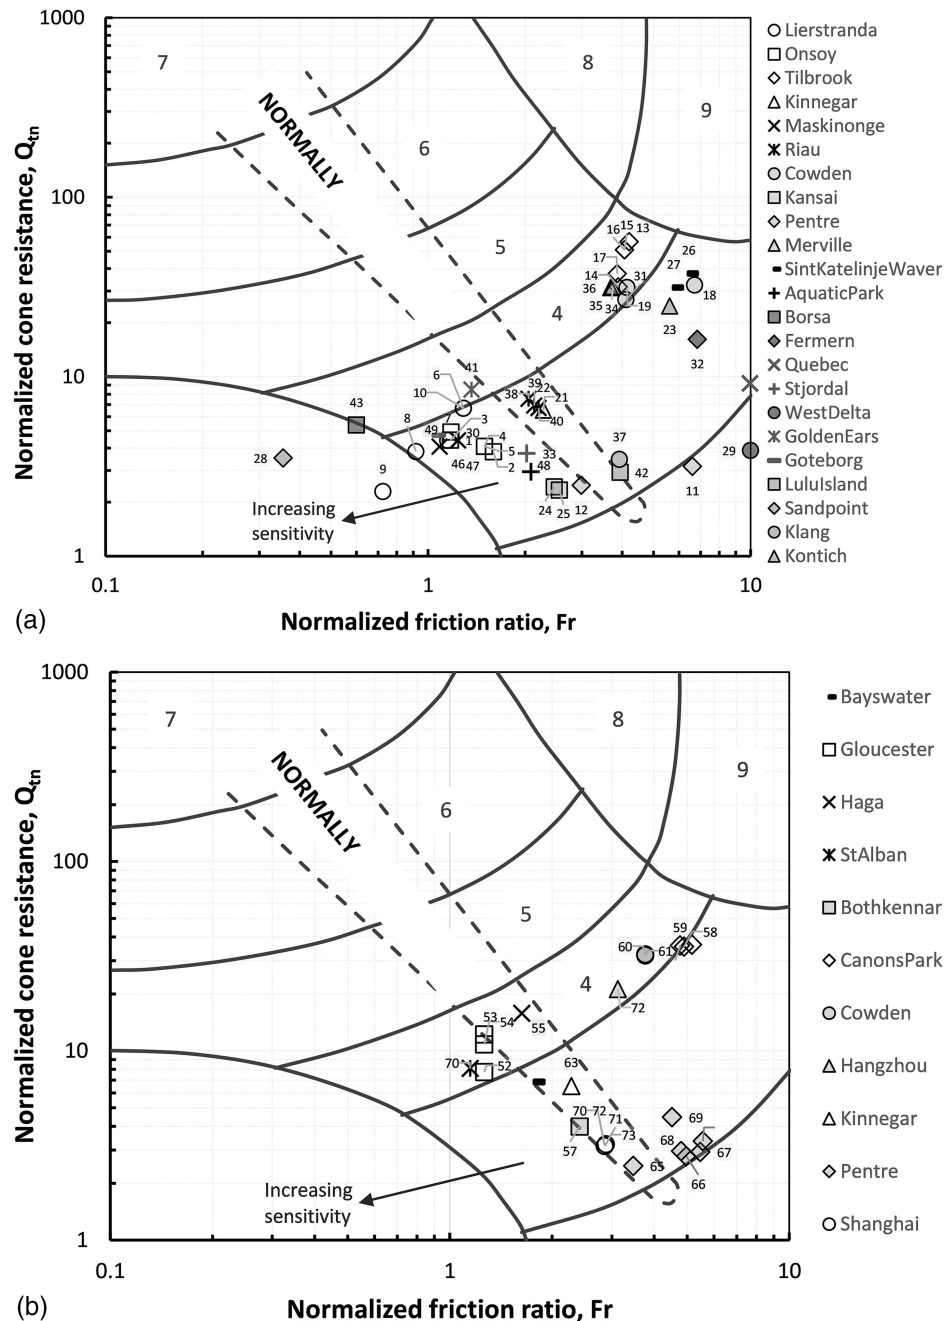 1000
100
10
1
Normalized cone resistance, Qtn
7
8
9
6
5
4
NORMALLY
16
15
13
17
14
36
35
34
31
19
27
26
18
23
32
41
6
10
38
39
22
21
40
43
8
7
49
3
30
1
4
5
2
46
47
33
48
28
9
24
25
12
37
42
11
29
Increasing
sensitivity
0.1
1
10
Normalized friction ratio, Fr
(a)
Lierstranda
Onsoy
Tilbrook
Kinnegar
Maskinonge
Riau
Cowden
Kansai
Pentre
Merville
SintKatelinjeWaver
AquaticPark
Borsa
Fermern
Quebec
Stjordal
WestDelta
GoldenEars
Goteborg
LuluIsland
Sandpoint
Klang
Kontich
1000
100
10
1
Normalized cone resistance, Qtn
7
8
9
6
5
4
NORMALLY
59
58
60
61
72
53
54
55
70
52
63
70
72
71
73
57
65
69
68
67
66
Increasing
sensitivity
0.1
1
10
Normalized friction ratio, Fr
(b)
Bayswater
Gloucester
Haga
StAlban
Bothkennar
CanonsPark
Cowden
Hangzhou
Kinnegar
Pentre
Shanghai